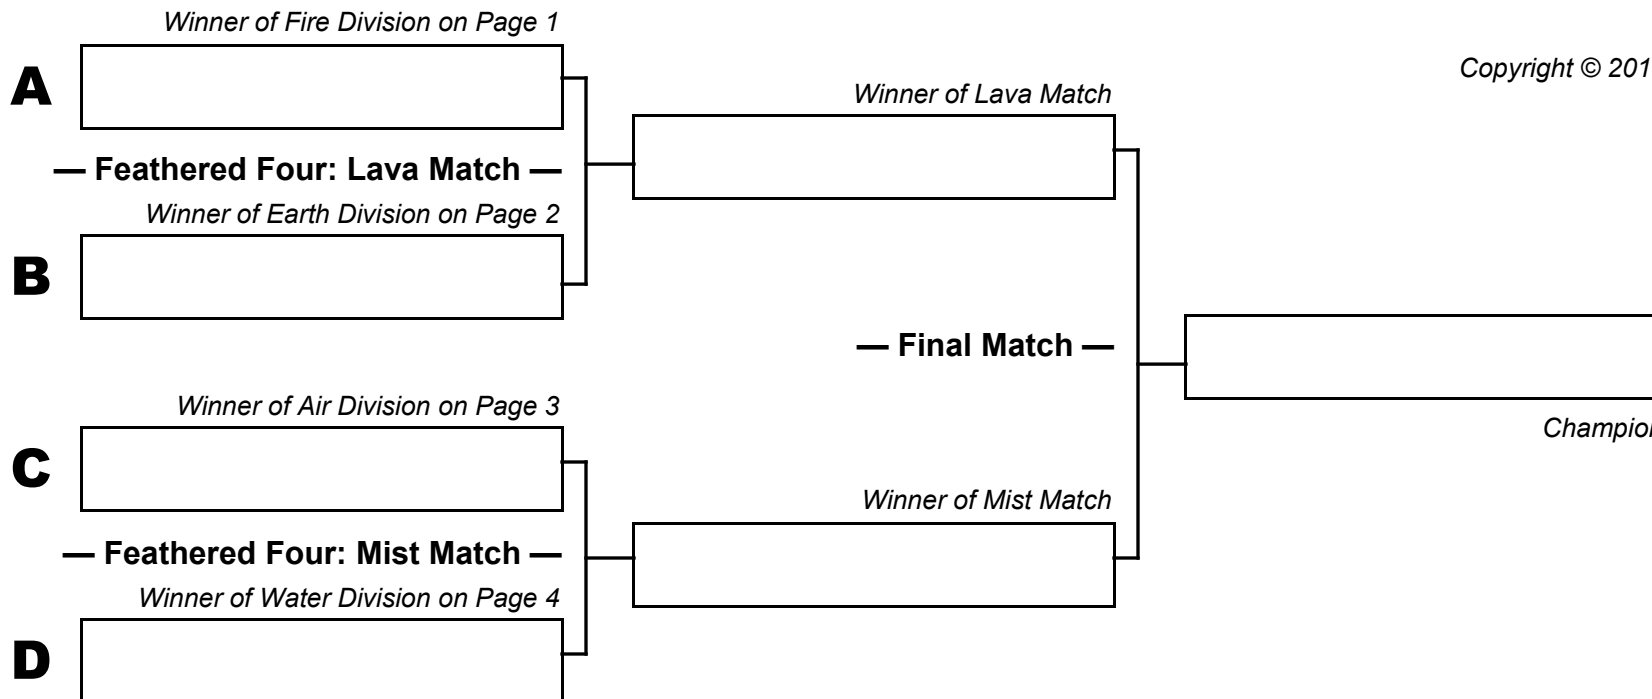 Winner of Fire Division on Page 1
A
Copyright © 201
Winner of Lava Match
— Feathered Four: Lava Match —
Winner of Earth Division on Page 2
B
— Final Match —
Winner of Air Division on Page 3
Champion
C
Winner of Mist Match
— Feathered Four: Mist Match —
Winner of Water Division on Page 4
D